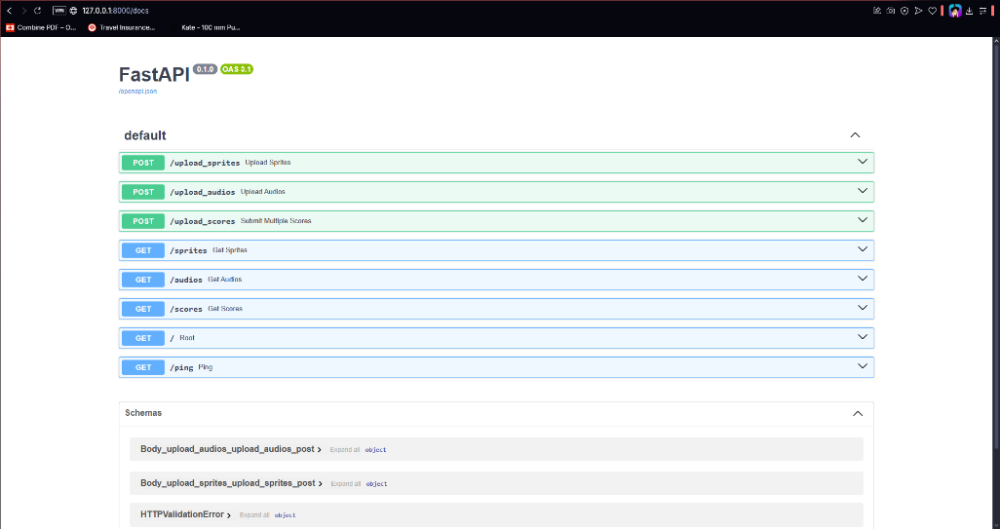 VPN 127.0.0.1:8000/docs
Combine PDF – O... Travel Insurance... Kate - 100 mm Pu...
FastAPI 0.1.0 OAS 3.1
/openapi.json
default
POST /upload_sprites Upload Sprites
POST /upload_audios Upload Audios
POST /upload_scores Submit Multiple Scores
GET /sprites Get Sprites
GET /audios Get Audios
GET /scores Get Scores
GET / Root
GET /ping Ping
Schemas
Body_upload_audios_upload_audios_post Expand all object
Body_upload_sprites_upload_sprites_post Expand all object
HTTPValidationError Expand all object